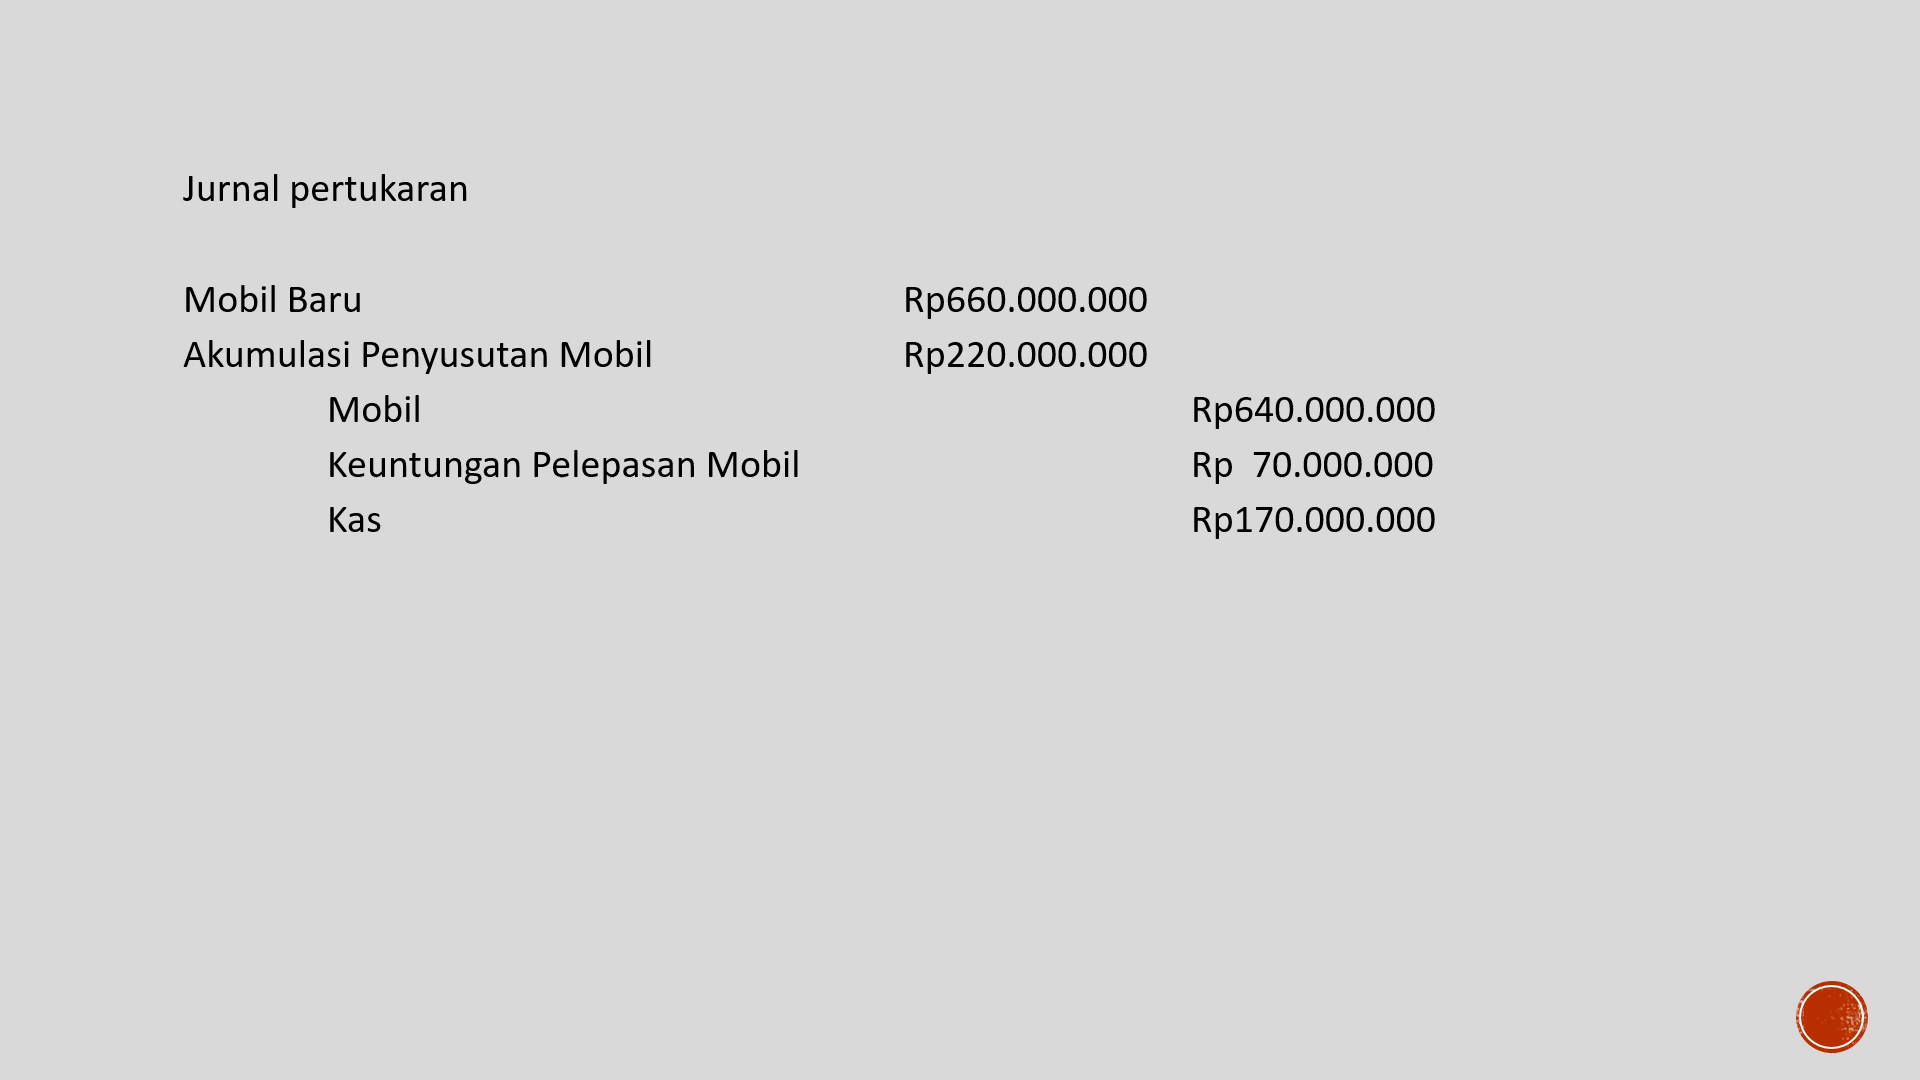 Jurnal pertukaran
Mobil Baru Rp660.000.000
Akumulasi Penyusutan Mobil Rp220.000.000
Mobil Rp640.000.000
Keuntungan Pelepasan Mobil Rp 70.000.000
Kas Rp170.000.000